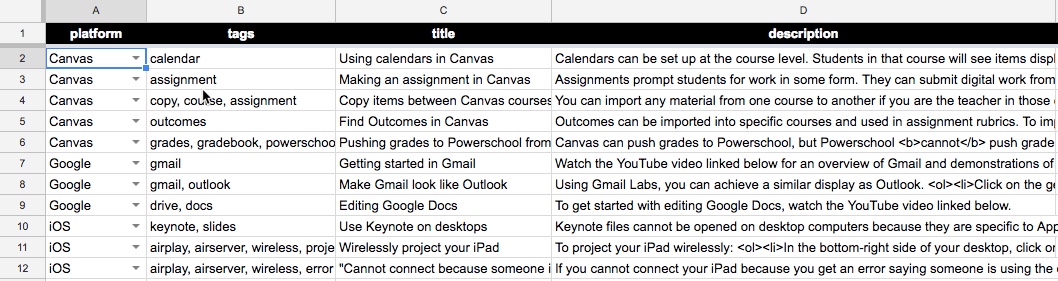 A B C D
1 platform tags title description
2 Canvas calendar Using calendars in Canvas Calendars can be set up at the course level. Students in that course will see items displ
3 Canvas assignment Making an assignment in Canvas Assignments prompt students for work in some form. They can submit digital work from
4 Canvas copy, course, assignment Copy items between Canvas courses You can import any material from one course to another if you are the teacher in those
5 Canvas outcomes Find Outcomes in Canvas Outcomes can be imported into specific courses and used in assignment rubrics. To im
6 Canvas grades, gradebook, powerschoo Pushing grades to Powerschool from Canvas can push grades to Powerschool, but Powerschool <b>cannot</b> push grade
7 Google gmail Getting started in Gmail Watch the YouTube video linked below for an overview of Gmail and demonstrations of
8 Google gmail, outlook Make Gmail look like Outlook Using Gmail Labs, you can achieve a similar display as Outlook. <ol><li>Click on the ge
9 Google drive, docs Editing Google Docs To get started with editing Google Docs, watch the YouTube video linked below.
10 iOS keynote, slides Use Keynote on desktops Keynote files cannot be opened on desktop computers because they are specific to App
11 iOS airplay, airserver, wireless, proje Wirelessly project your iPad To project your iPad wirelessly: <ol><li>In the bottom-right side of your desktop, click on
12 iOS airplay, airserver, wireless, error "Cannot connect because someone i If you cannot connect your iPad because you get an error saying someone is using the